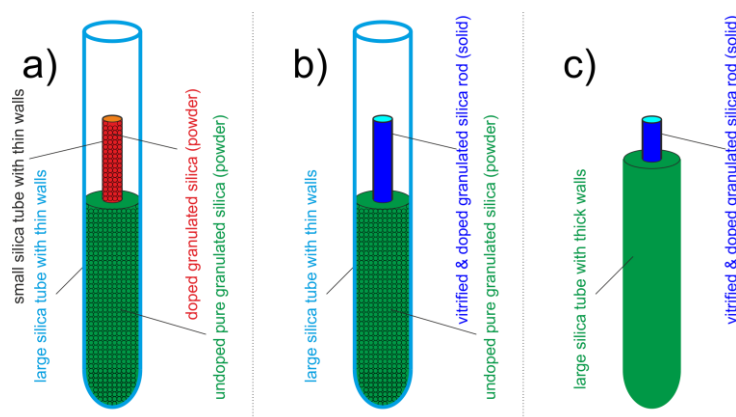 a)
small silica tube with thin walls
large silica tube with thin walls
doped granulated silica (powder)
undoped pure granulated silica (powder)
b)
large silica tube with thin walls
vitrified & doped granulated silica rod (solid)
undoped pure granulated silica (powder)
c)
large silica tube with thick walls
vitrified & doped granulated silica rod (solid)